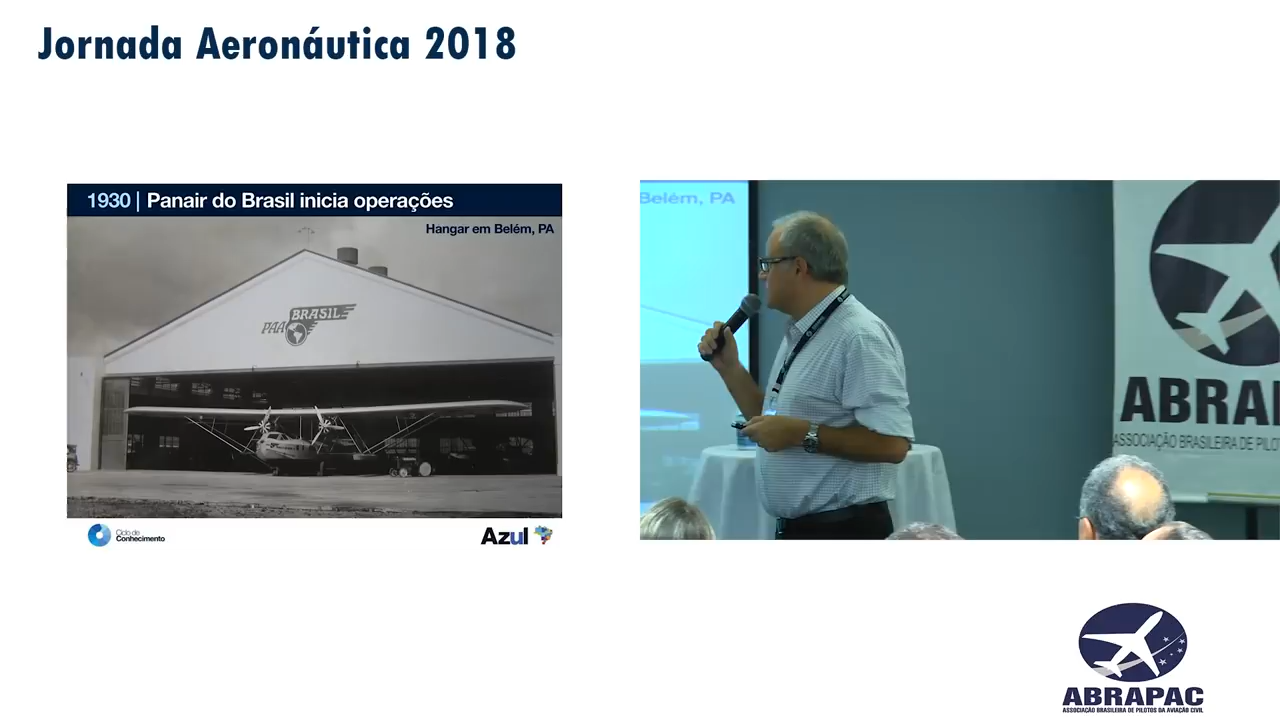 Jornada Aeronáutica 2018
1930 | Panair do Brasil inicia operações
Hangar em Belém, PA
PAA BRASIL
Ciclo de
Conhecimento
Azul
Belém, PA
ABRA
ASSOCIAÇÃO BRASILEIRA DE
ABRAPAC
ASSOCIAÇÃO BRASILEIRA DE PILOTOS DA AVIAÇÃO CIVIL